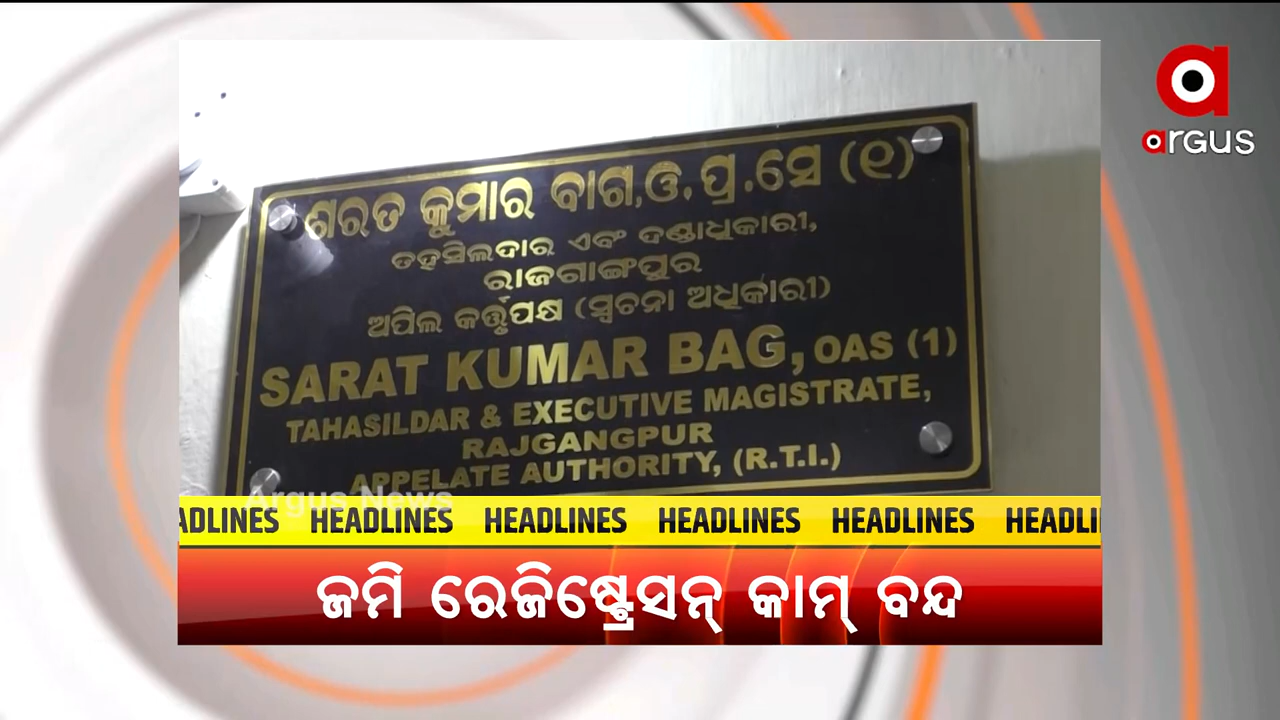 argus
ଶରତ କୁମାର ବାଗ,ଓ.ପ୍ର.ସେ (୧)
ତହସିଲଦାର ଏବଂ ଦଣ୍ଡାଧିକାରୀ,
ରାଜଗାଙ୍ଗପୁର
ଅପିଲ କର୍ତ୍ତୃପକ୍ଷ (ସୂଚନା ଅଧିକାରୀ)
SARAT KUMAR BAG, OAS (1)
TAHASILDAR & EXECUTIVE MAGISTRATE,
RAJGANGPUR
APPELATE AUTHORITY, (R.T.I.)
Argus News
ADLINES HEADLINES HEADLINES HEADLINES HEADLINES HEADLI
ଜମି ରେଜିଷ୍ଟ୍ରେସନ୍ କାମ୍ ବନ୍ଦ